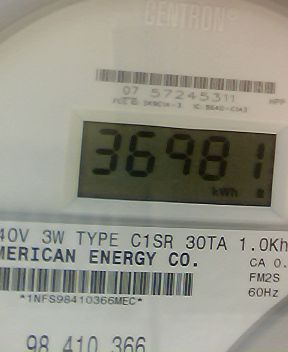 CENTRON®
07 57245311
36981
kWh
40V 3W TYPE C1SR 30TA 1.0Kh
MERICAN ENERGY CO.
CA 0.
FM2S
60Hz
*1NFS98410366MEC*
98 410 366